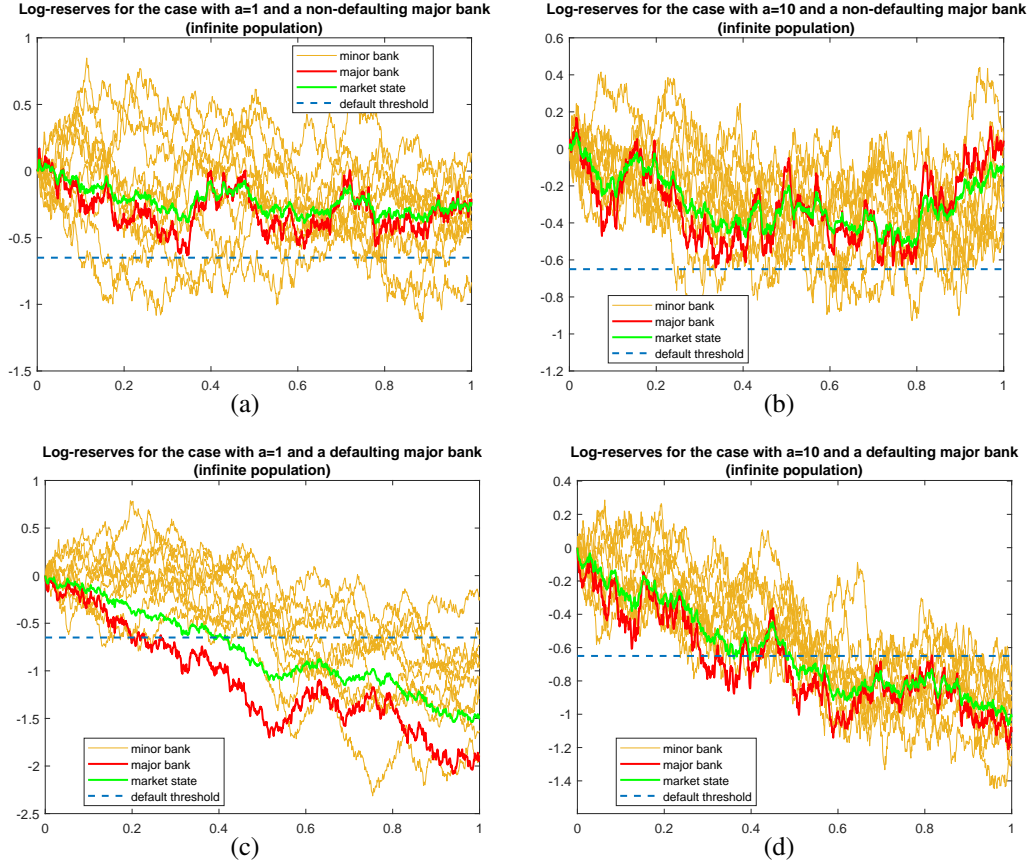 Log-reserves for the case with a=1 and a non-defaulting major bank
(infinite population)
1
0.5
0
-0.5
-1
-1.5
0
0.2
0.4
0.6
0.8
1
minor bank
major bank
market state
default threshold
(a)
Log-reserves for the case with a=10 and a non-defaulting major bank
(infinite population)
0.6
0.4
0.2
0
-0.2
-0.4
-0.6
-0.8
-1
-1.2
0
0.2
0.4
0.6
0.8
1
minor bank
major bank
market state
default threshold
(b)
Log-reserves for the case with a=1 and a defaulting major bank
(infinite population)
1
0.5
0
-0.5
-1
-1.5
-2
-2.5
0
0.2
0.4
0.6
0.8
1
minor bank
major bank
market state
default threshold
(c)
Log-reserves for the case with a=10 and a defaulting major bank
(infinite population)
0.4
0.2
0
-0.2
-0.4
-0.6
-0.8
-1
-1.2
-1.4
0
0.2
0.4
0.6
0.8
1
minor bank
major bank
market state
default threshold
(d)